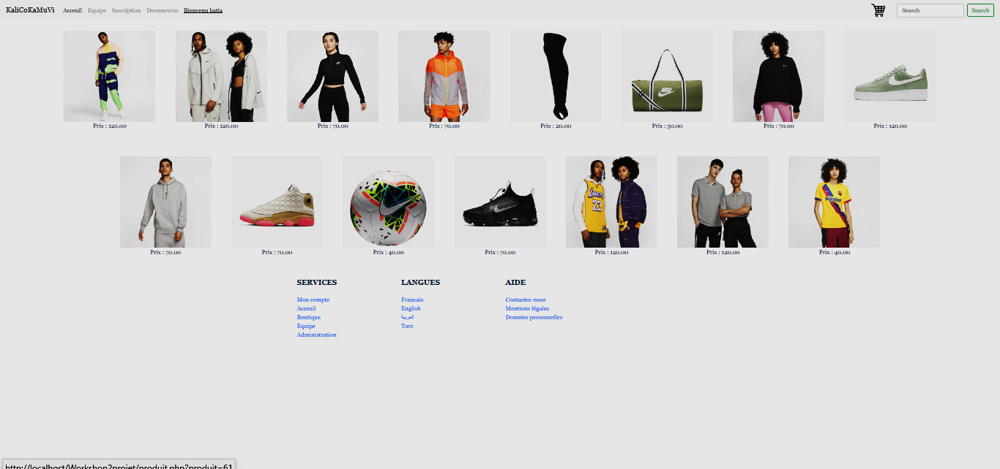 KaliCoKaMuVi Acceuil Equipe Inscription Deonnexion Bienvenu katia Search Search
Prix : 120.00 Prix : 120.00 Prix : 70.00 Prix : 70.00 Prix : 20.00 Prix : 50.00 Prix : 70.00 Prix : 120.00
NIKE
LAKERS
23
Rakuten
Prix : 70.00 Prix : 70.00 Prix : 40.00 Prix : 70.00 Prix : 120.00 Prix : 120.00 Prix : 40.00
SERVICES
Mon compte
Acceuil
Boutique
Equipe
Administration
LANGUES
Francais
English
العربية
Turc
AIDE
Contactez-nous
Mentions légales
Données personnelles
http://localhost/Workshop2projet/produit.php?produit=61